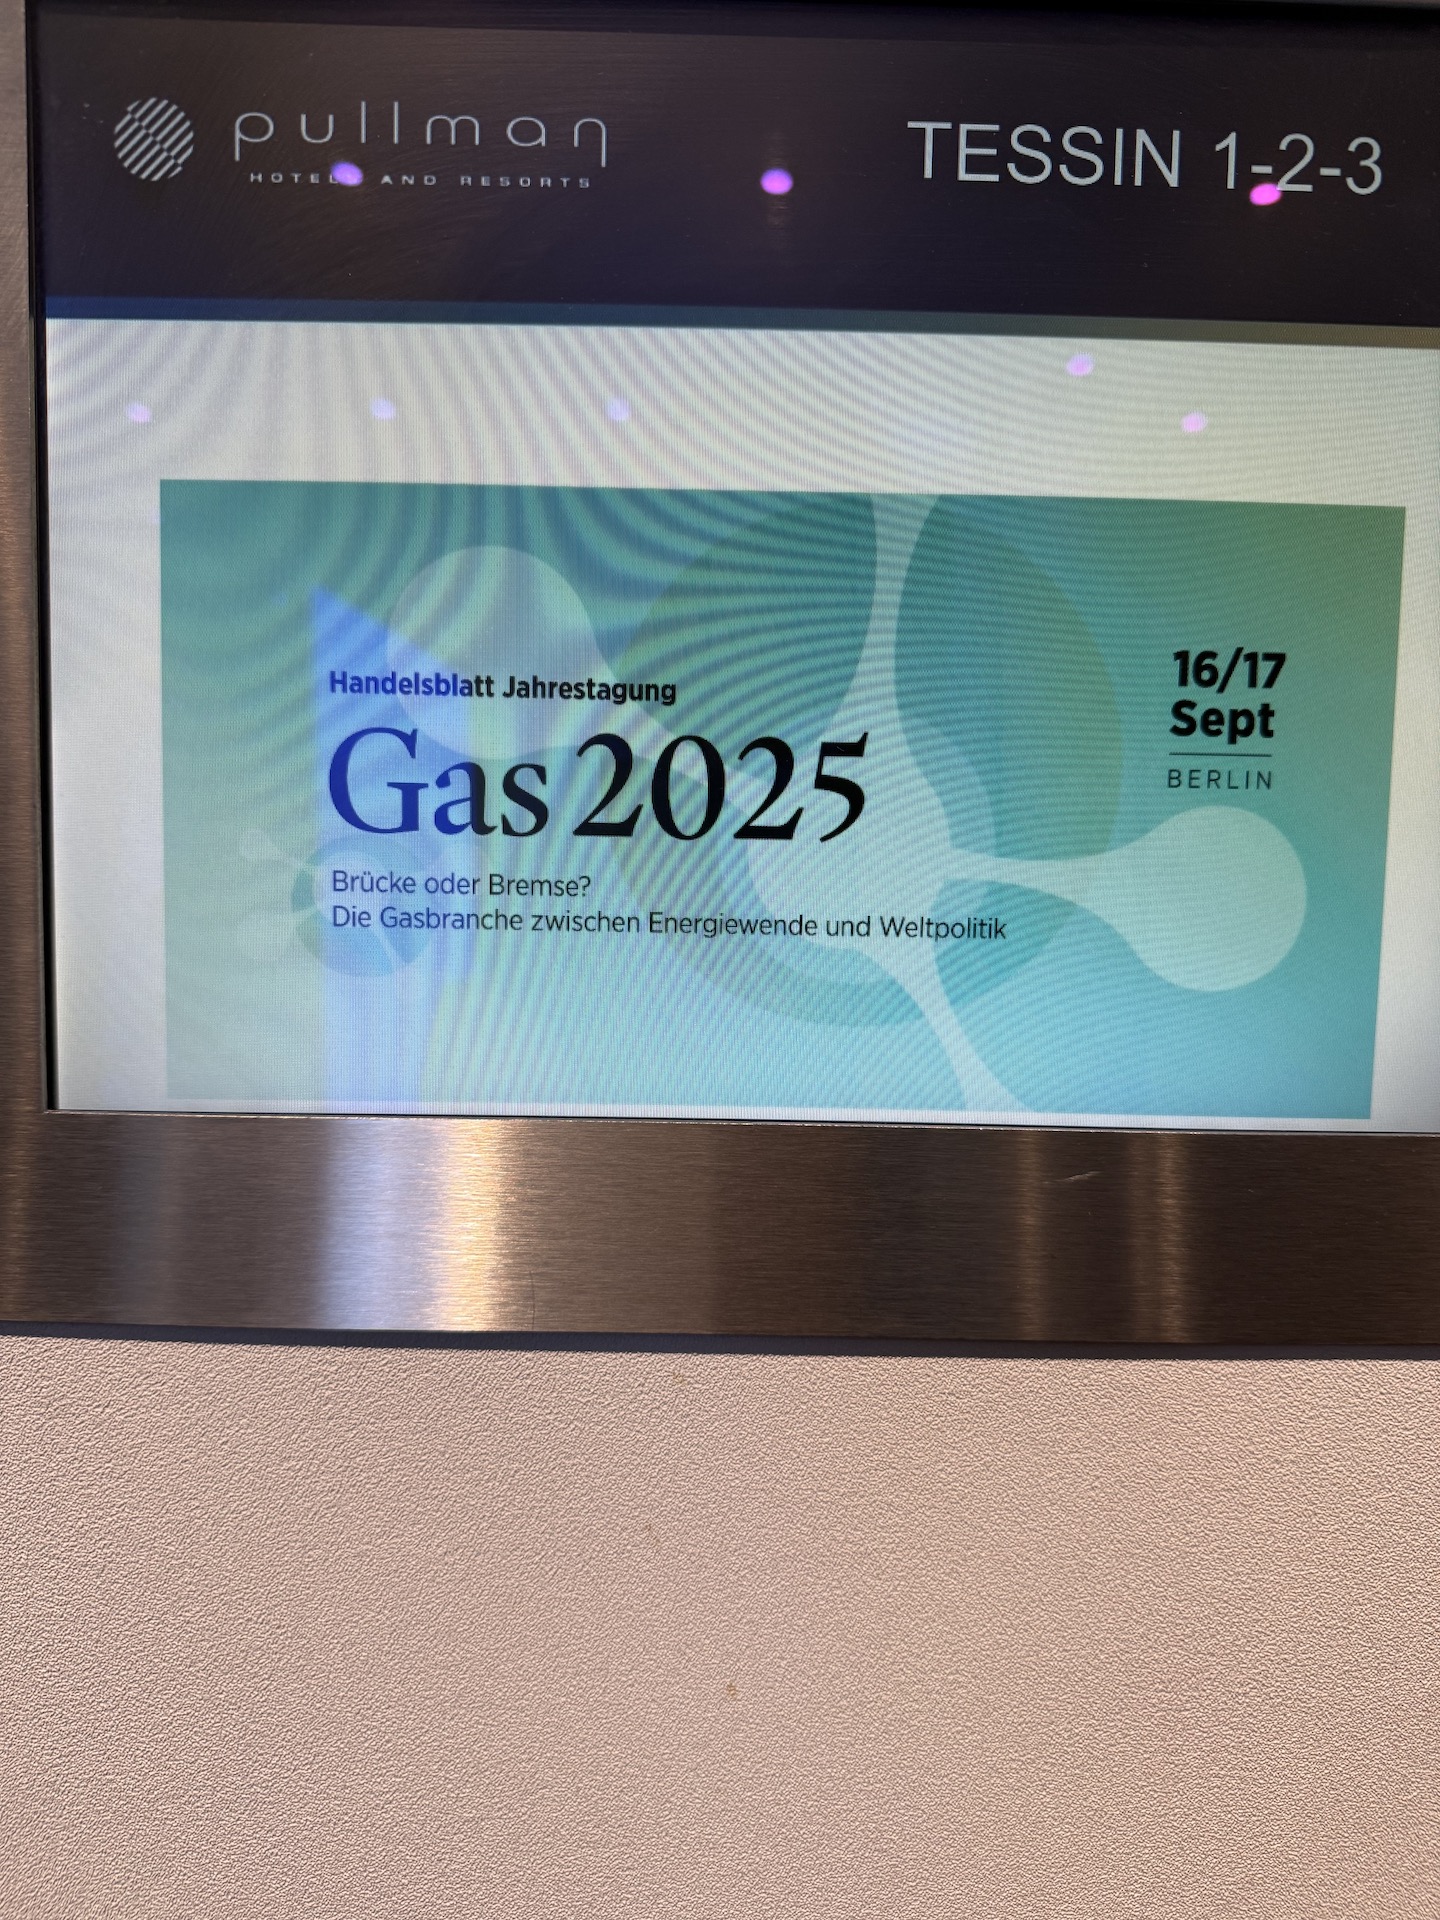 pullman
HOTELS AND RESORTS
TESSIN 1-2-3
Handelsblatt Jahrestagung
Gas 2025
Brücke oder Bremse?
Die Gasbranche zwischen Energiewende und Weltpolitik
16/17
Sept
BERLIN